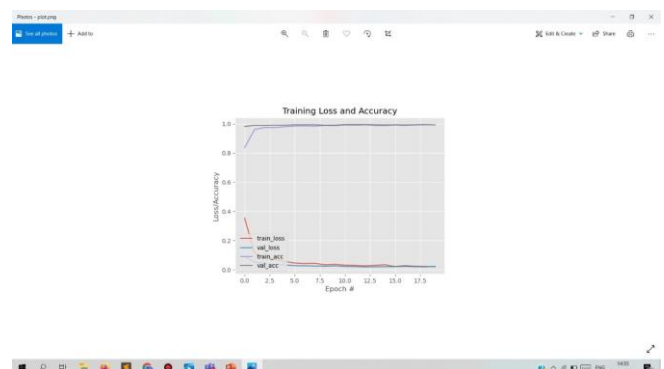 Photos - plot.png
See all photos
Add to
Edit & Create
Share
Training Loss and Accuracy
1.0
0.8
0.6
0.4
0.2
0.0
Loss/Accuracy
train_loss
val_loss
train_acc
val_acc
0.0 2.5 5.0 7.5 10.0 12.5 15.0 17.5
Epoch #
ENG